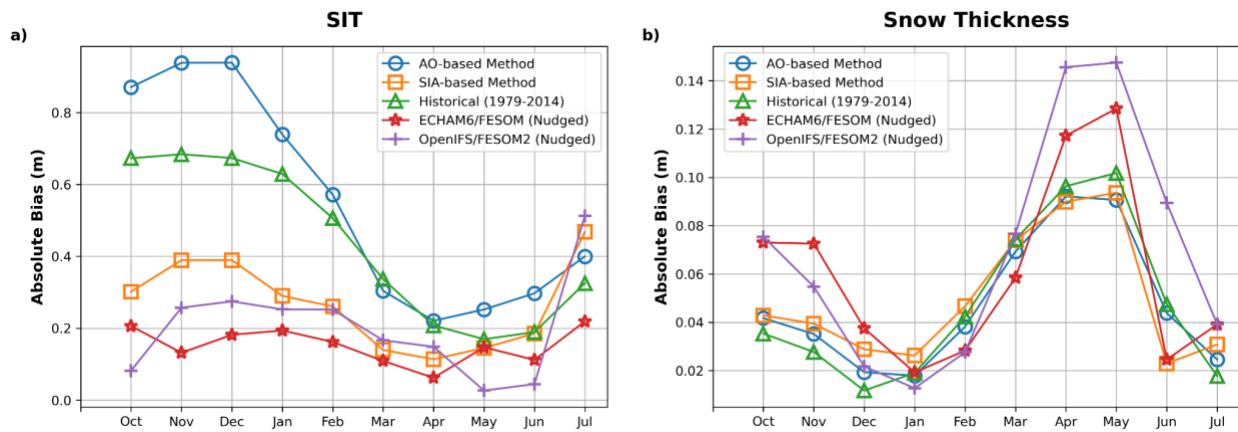 SIT
a)
Absolute Bias (m)
0.8
0.6
0.4
0.2
0.0
AO-based Method
SIA-based Method
Historical (1979-2014)
ECHAM6/FESOM (Nudged)
OpenIFS/FESOM2 (Nudged)
Oct Nov Dec Jan Feb Mar Apr May Jun Jul
Snow Thickness
b)
Absolute Bias (m)
0.14
0.12
0.10
0.08
0.06
0.04
0.02
AO-based Method
SIA-based Method
Historical (1979-2014)
ECHAM6/FESOM (Nudged)
OpenIFS/FESOM2 (Nudged)
Oct Nov Dec Jan Feb Mar Apr May Jun Jul